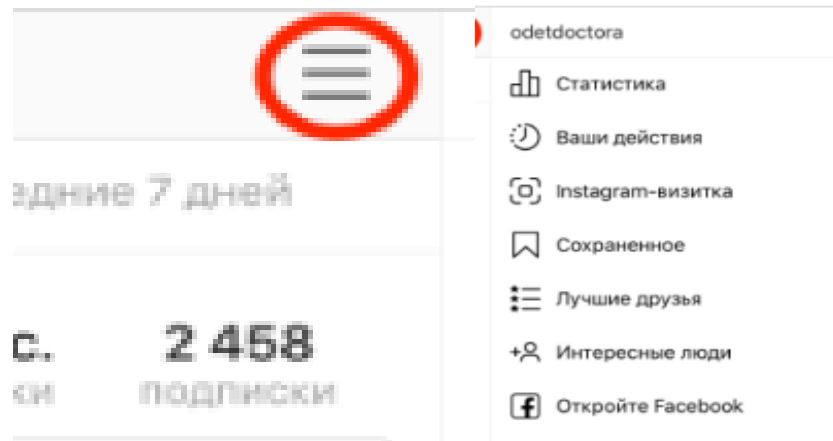 едние 7 дней
с. 2 458
ки подписки
odetdoctora
Статистика
Ваши действия
Instagram-визитка
Сохраненное
Лучшие друзья
Интересные люди
Откройте Facebook